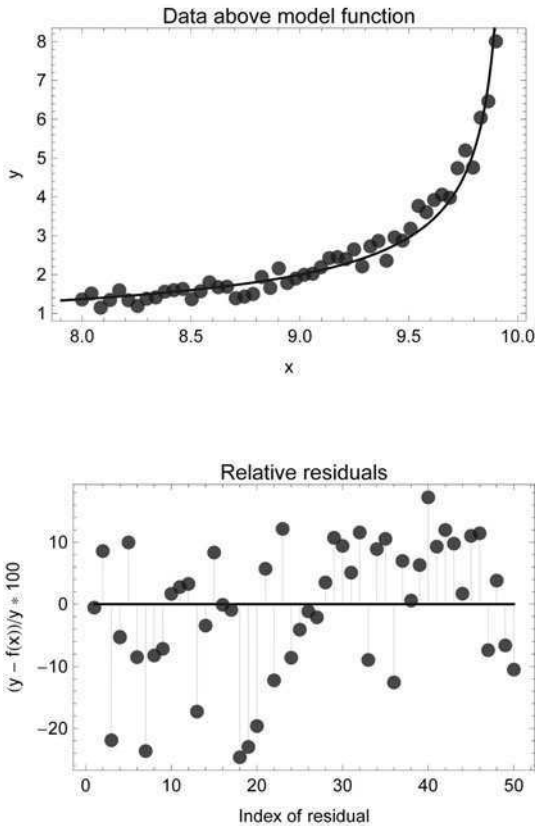 Data above model function
8
7
6
5
4
3
2
1
y
8.0 8.5 9.0 9.5 10.0
x
Relative residuals
10
0
−10
−20
(y − f(x))/y * 100
0 10 20 30 40 50
Index of residual